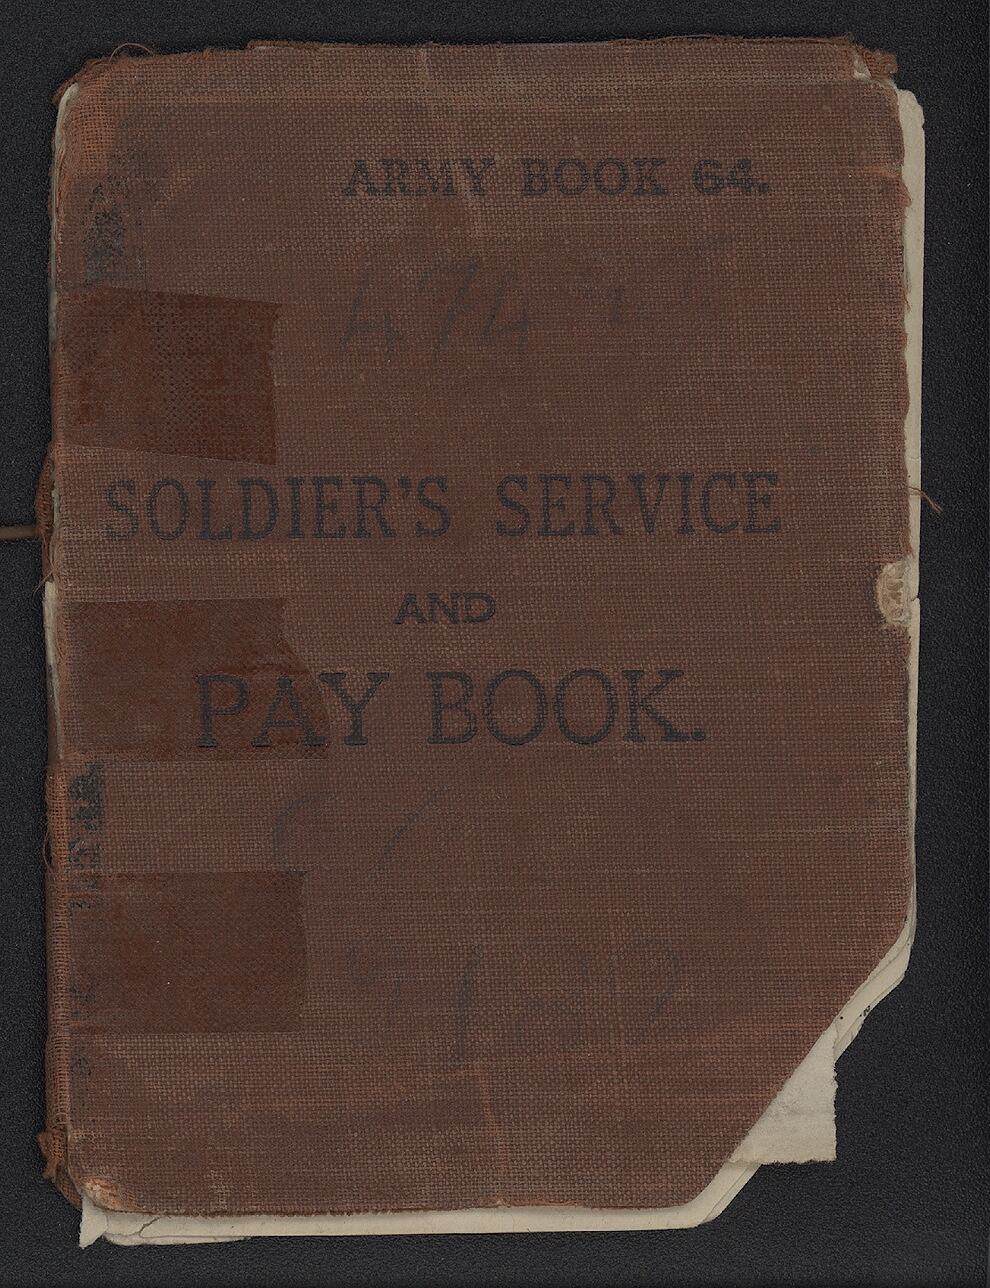 ARMY BOOK 64.
SOLDIER'S SERVICE
AND
PAY BOOK.